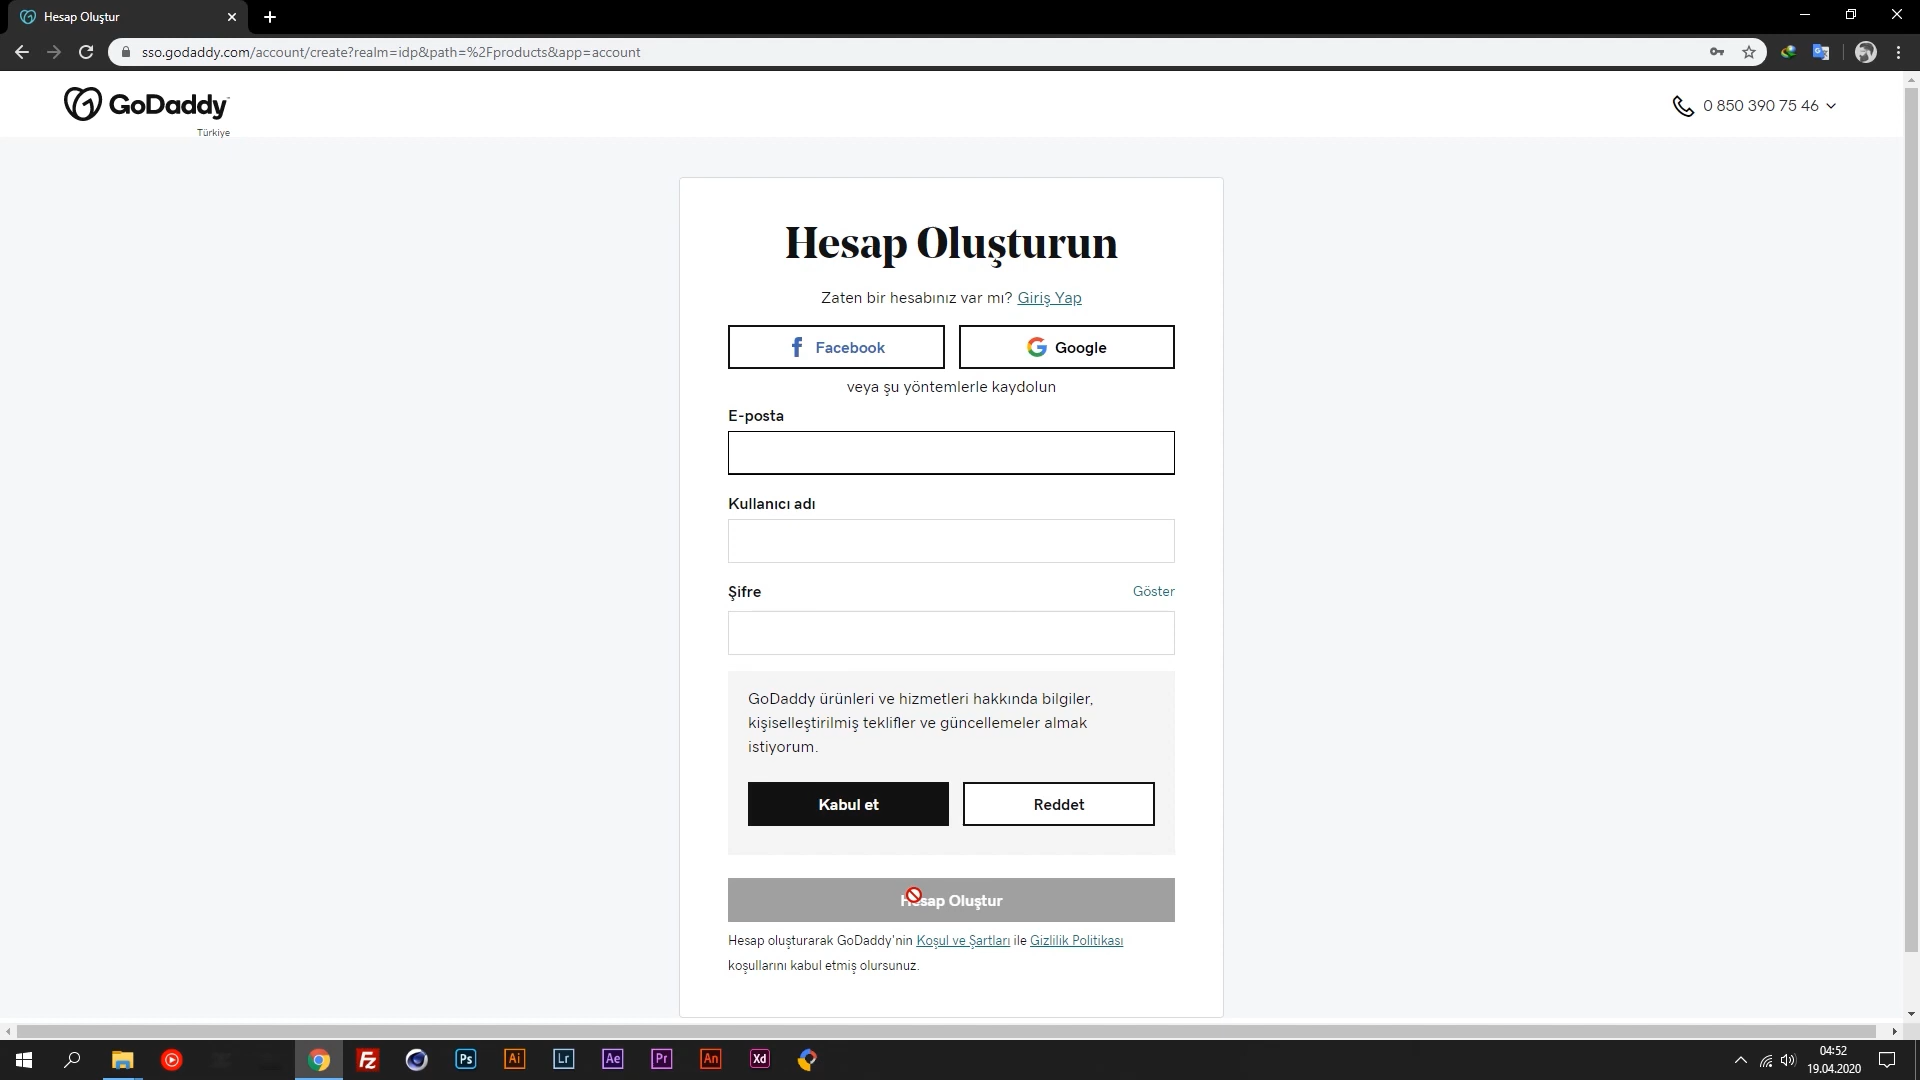 Hesap Oluştur
sso.godaddy.com/account/create?realm=idp&path=%2Fproducts&app=account
GoDaddy
Türkiye
0 850 390 75 46
Hesap Oluşturun
Zaten bir hesabınız var mı? Giriş Yap
Facebook
Google
veya şu yöntemlerle kaydolun
E-posta
Kullanıcı adı
Şifre
Göster
GoDaddy ürünleri ve hizmetleri hakkında bilgiler,
kişiselleştirilmiş teklifler ve güncellemeler almak
istiyorum.
Kabul et
Reddet
Hesap Oluştur
Hesap oluşturarak GoDaddy'nin Koşul ve Şartları ile Gizlilik Politikası
koşullarını kabul etmiş olursunuz.
Fz
Ps
Ai
Lr
Ae
Pr
An
Xd
04:52
19.04.2020